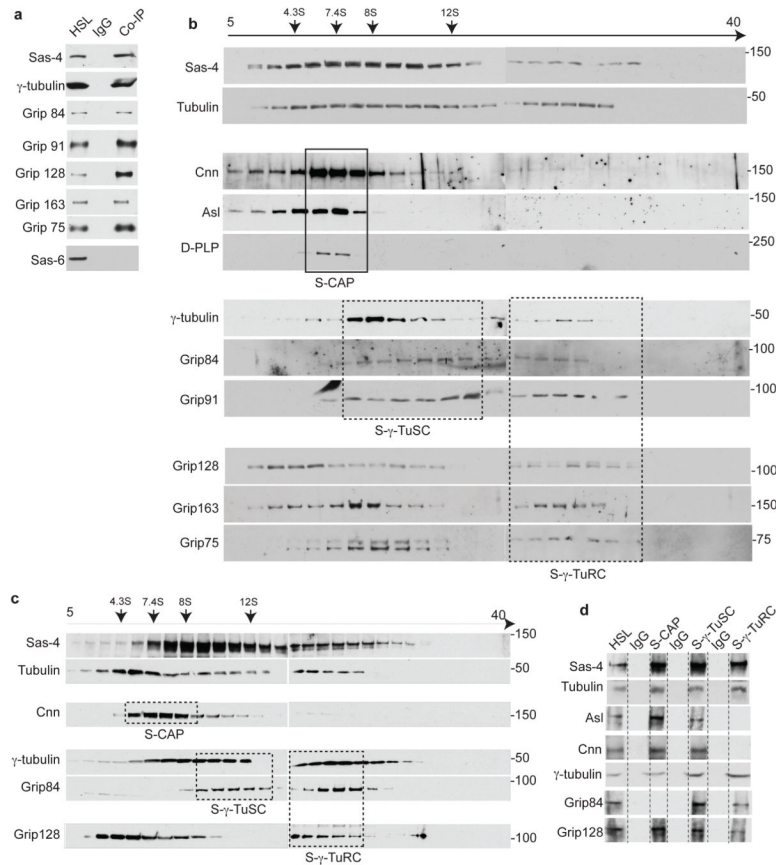 a
HSL IgG Co-IP
Sas-4
γ-tubulin
Grip 84
Grip 91
Grip 128
Grip 163
Grip 75
Sas-6
b
4.3S 7.4S 8S 12S
5 40
Sas-4 -150
Tubulin -50
Cnn -150
Asl -150
D-PLP -250
S-CAP
γ-tubulin -50
Grip84 -100
Grip91 -100
S-γ-TuSC
Grip128 -100
Grip163 -150
Grip75 -75
S-γ-TuRC
c
4.3S 7.4S 8S 12S
5 40
Sas-4 -150
Tubulin -50
Cnn -150
S-CAP
γ-tubulin -50
Grip84 -100
S-γ-TuSC
Grip128 -100
S-γ-TuRC
d
HSL IgG S-CAP IgG S-γ-TuSC IgG S-γ-TuRC
Sas-4
Tubulin
Asl
Cnn
γ-tubulin
Grip84
Grip128